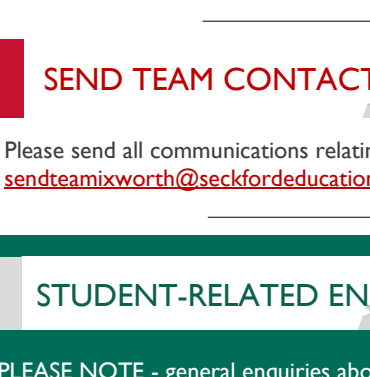 SEND TEAM CONTACT
Please send all communications relatin
sendteamixworth@seckfordeducation
STUDENT-RELATED EN
PLEASE NOTE - general enquiries abo